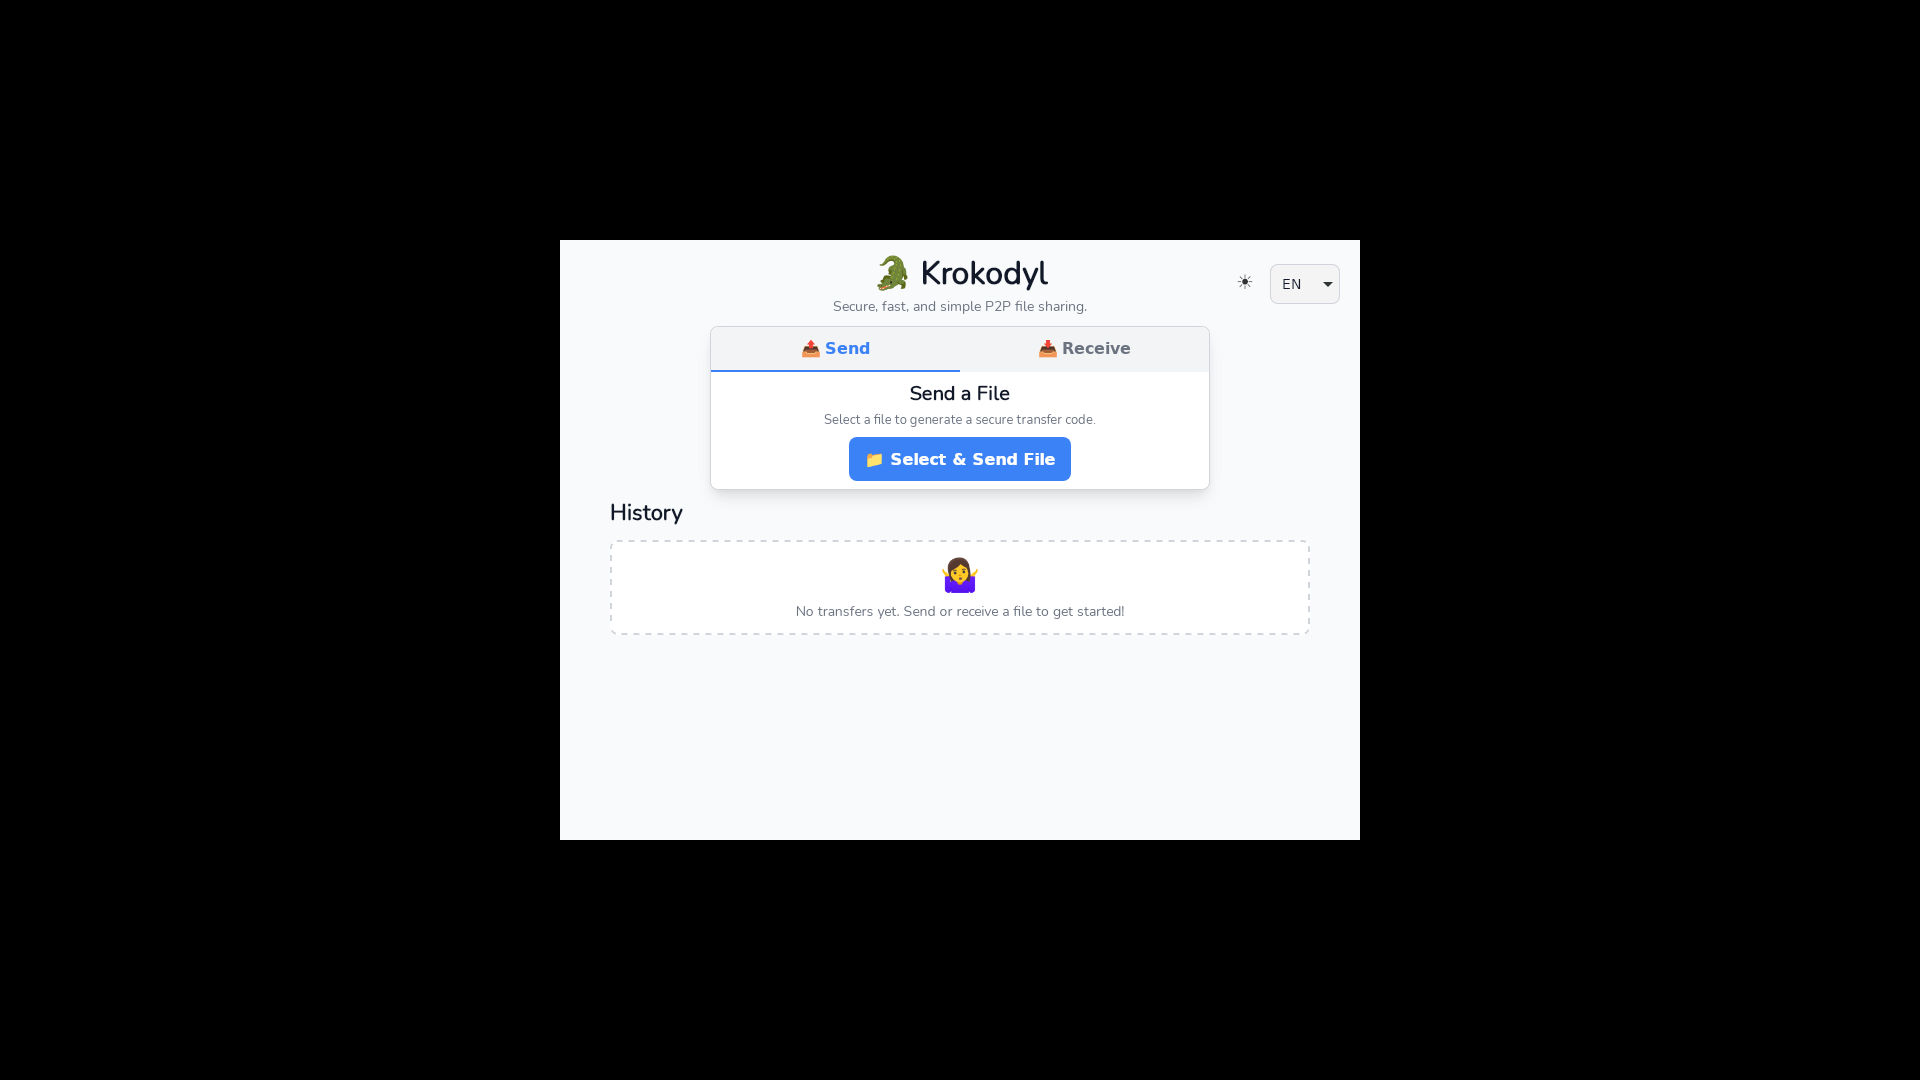 🐊 Krokodyl
Secure, fast, and simple P2P file sharing.
☀ EN
📤 Send
📥 Receive
Send a File
Select a file to generate a secure transfer code.
📁 Select & Send File
History
🤷‍♀️
No transfers yet. Send or receive a file to get started!